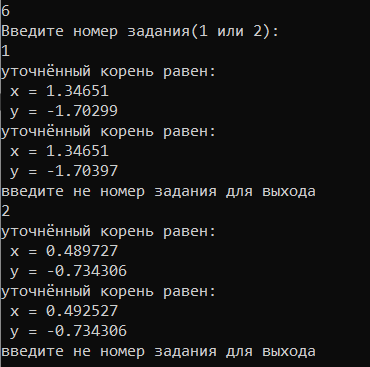 6
Введите номер задания(1 или 2):
1
уточнённый корень равен:
x = 1.34651
y = -1.70299
уточнённый корень равен:
x = 1.34651
y = -1.70397
введите не номер задания для выхода
2
уточнённый корень равен:
x = 0.489727
y = -0.734306
уточнённый корень равен:
x = 0.492527
y = -0.734306
введите не номер задания для выхода